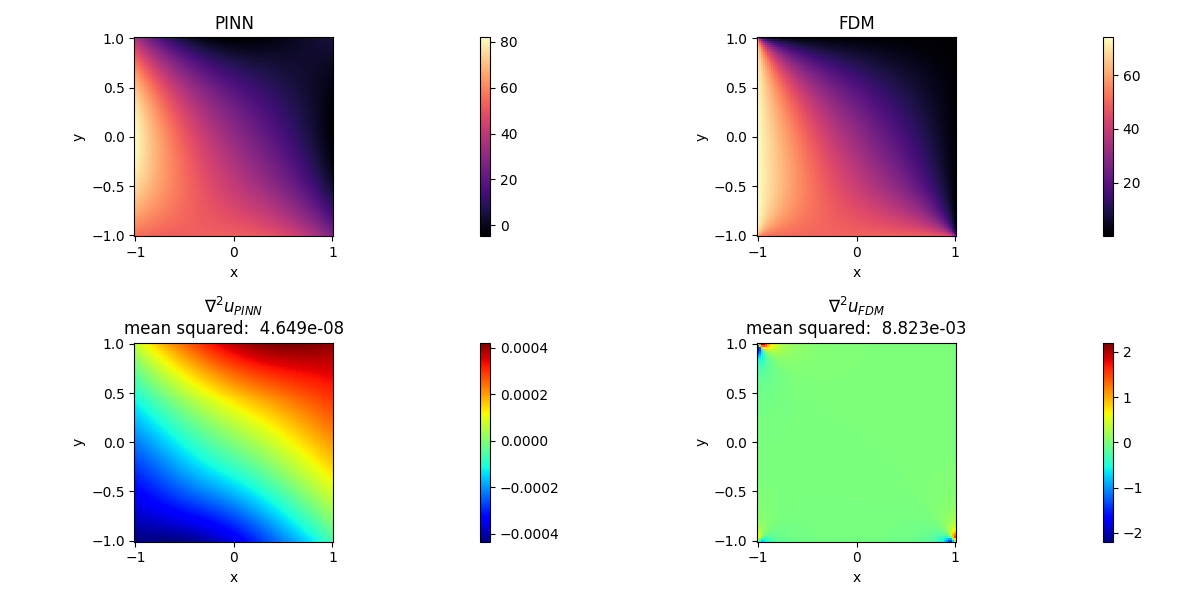 PINN
1.0
0.5
0.0
−0.5
−1.0
y
−1 0 1
x
80
60
40
20
0
FDM
1.0
0.5
0.0
−0.5
−1.0
y
−1 0 1
x
60
40
20
∇²u_PINN
mean squared: 4.649e-08
1.0
0.5
0.0
−0.5
−1.0
y
−1 0 1
x
0.0004
0.0002
0.0000
−0.0002
−0.0004
∇²u_FDM
mean squared: 8.823e-03
1.0
0.5
0.0
−0.5
−1.0
y
−1 0 1
x
2
1
0
−1
−2